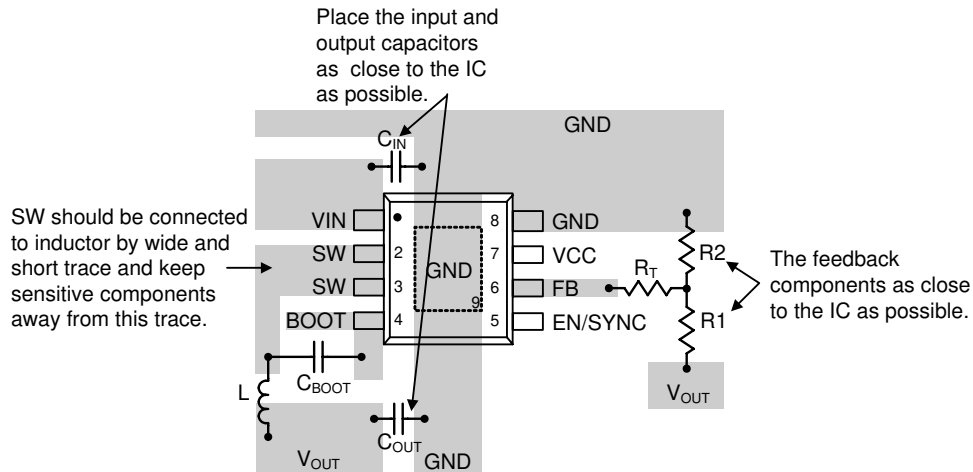 Place the input and
output capacitors
as close to the IC
as possible.
GND
CIN
SW should be connected
to inductor by wide and
short trace and keep
sensitive components
away from this trace.
VIN
8
GND
SW
2
7
VCC
GND
SW
3
6
FB
9
BOOT
4
5
EN/SYNC
RT
R2
R1
The feedback
components as close
to the IC as possible.
L
CBOOT
VOUT
COUT
VOUT
GND